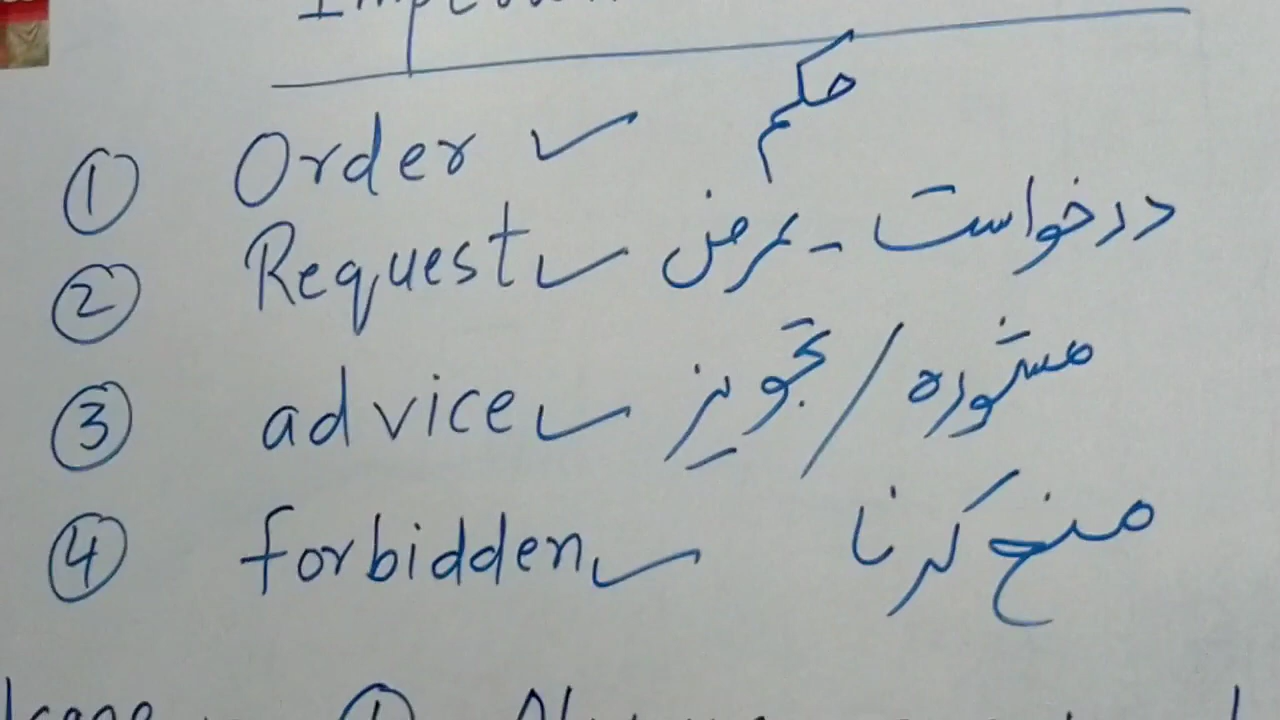 ① Order ✓ حکم
② Request ✓ درخواست - عرض
③ advice ✓ مشورہ / تجویز
④ forbidden ✓ منع کرنا